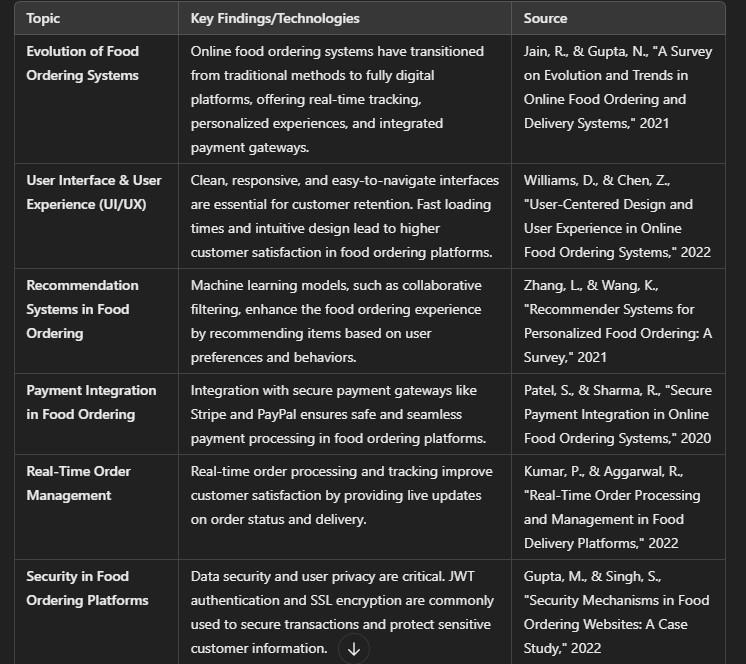 Topic Key Findings/Technologies Source
Evolution of Food
Ordering Systems
Online food ordering systems have transitioned
from traditional methods to fully digital
platforms, offering real-time tracking,
personalized experiences, and integrated
payment gateways.
Jain, R., & Gupta, N., "A Survey
on Evolution and Trends in
Online Food Ordering and
Delivery Systems," 2021
User Interface & User
Experience (UI/UX)
Clean, responsive, and easy-to-navigate interfaces
are essential for customer retention. Fast loading
times and intuitive design lead to higher
customer satisfaction in food ordering platforms.
Williams, D., & Chen, Z.,
"User-Centered Design and
User Experience in Online
Food Ordering Systems," 2022
Recommendation
Systems in Food
Ordering
Machine learning models, such as collaborative
filtering, enhance the food ordering experience
by recommending items based on user
preferences and behaviors.
Zhang, L., & Wang, K.,
"Recommender Systems for
Personalized Food Ordering: A
Survey," 2021
Payment Integration
in Food Ordering
Integration with secure payment gateways like
Stripe and PayPal ensures safe and seamless
payment processing in food ordering platforms.
Patel, S., & Sharma, R., "Secure
Payment Integration in Online
Food Ordering Systems," 2020
Real-Time Order
Management
Real-time order processing and tracking improve
customer satisfaction by providing live updates
on order status and delivery.
Kumar, P., & Aggarwal, R.,
"Real-Time Order Processing
and Management in Food
Delivery Platforms," 2022
Security in Food
Ordering Platforms
Data security and user privacy are critical. JWT
authentication and SSL encryption are commonly
used to secure transactions and protect sensitive
customer information.
Gupta, M., & Singh, S.,
"Security Mechanisms in Food
Ordering Websites: A Case
Study," 2022